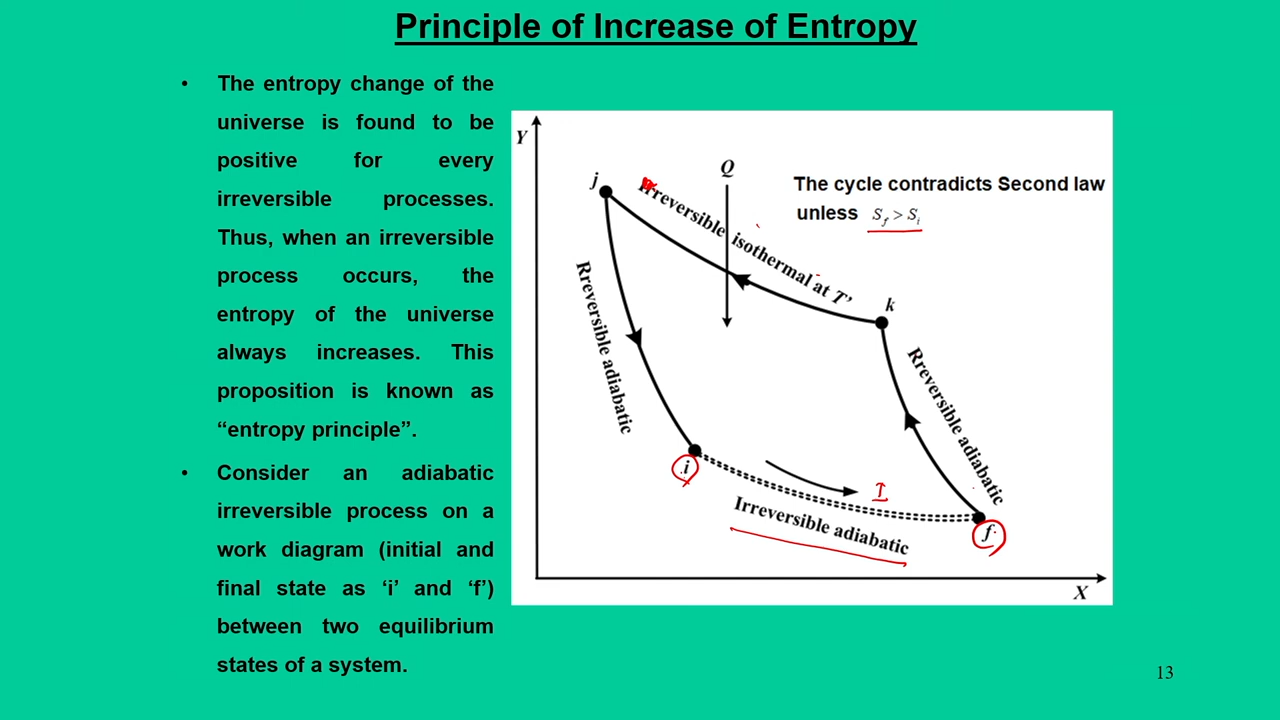 Principle of Increase of Entropy
• The entropy change of the
universe is found to be
positive for every
irreversible processes.
Thus, when an irreversible
process occurs, the
entropy of the universe
always increases. This
proposition is known as
“entropy principle”.
• Consider an adiabatic
irreversible process on a
work diagram (initial and
final state as ‘i’ and ‘f’)
between two equilibrium
states of a system.
Y
Q
j
The cycle contradicts Second law
unless S_f > S_i
Irreversible isothermal at T’
k
Rreversible adiabatic
Rreversible adiabatic
i
I
Irreversible adiabatic
f
X
13